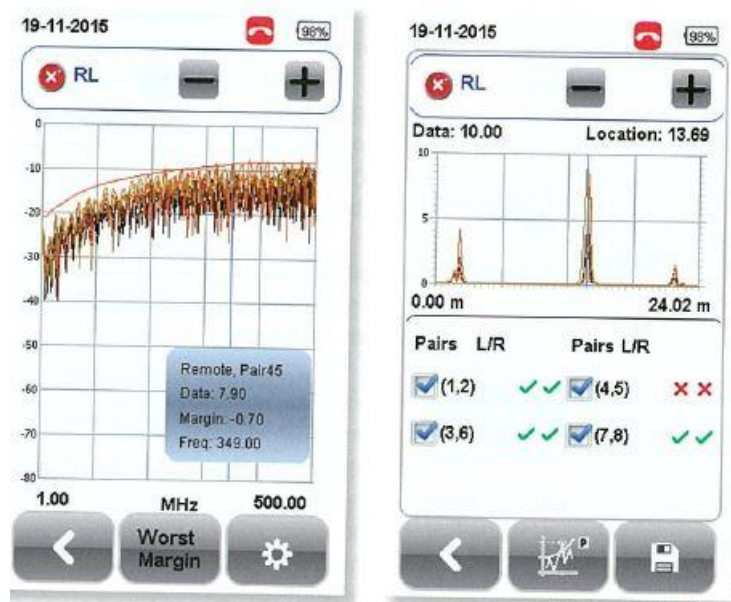 19-11-2015
98%
RL
0
-10
-20
-30
-40
-50
-60
-70
-80
Remote, Pair45
Data: 7.90
Margin: -0.70
Freq: 349.00
1.00 MHz 500.00
Worst
Margin
19-11-2015
98%
RL
Data: 10.00 Location: 13.69
10
5
0
0.00 m 24.02 m
Pairs L/R Pairs L/R
(1,2) (4,5)
(3,6) (7,8)
P